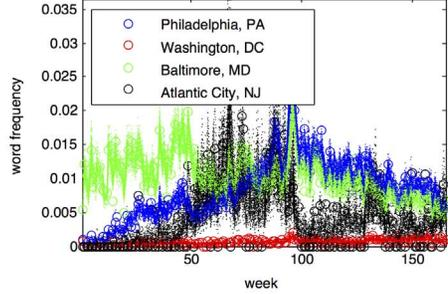 0.035
0.03
0.025
0.02
0.015
0.01
0.005
0
word frequency
Philadelphia, PA
Washington, DC
Baltimore, MD
Atlantic City, NJ
50
100
150
week